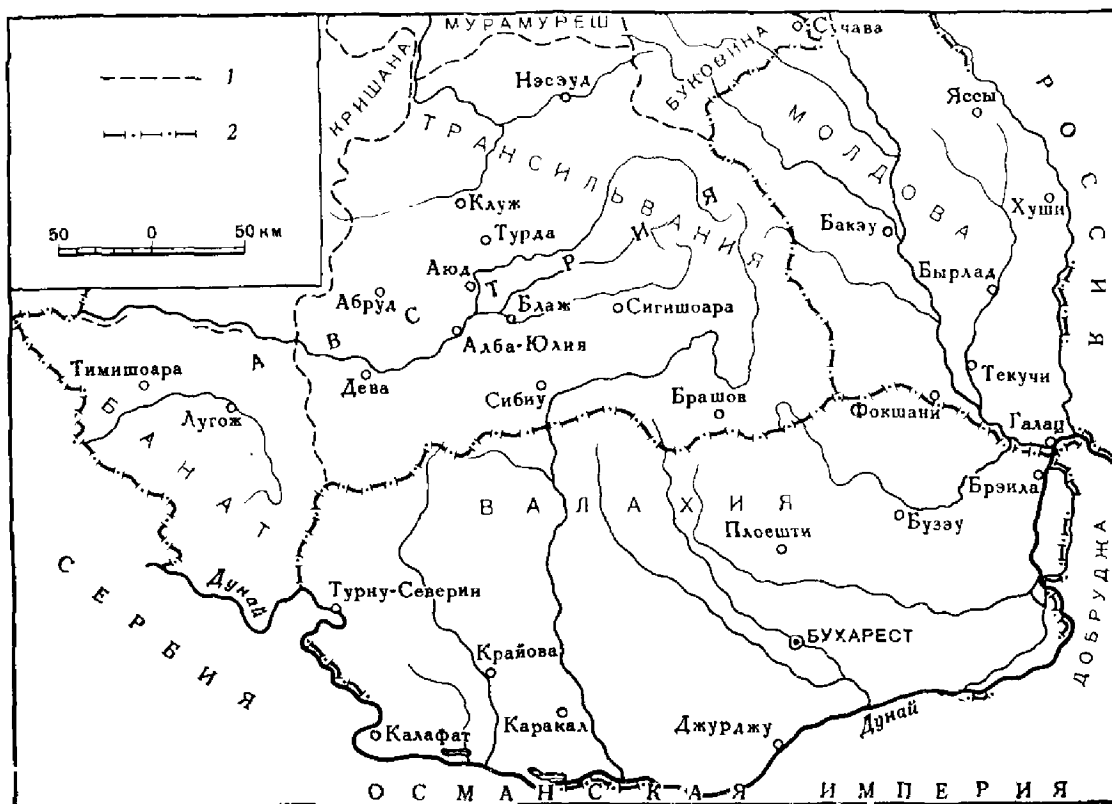 МУРАМУРЕШ
С чава
1
КРИШАНА
Нэсэуд
БУКОВИНА
Яссы
РОССИЯ
2
ТРАНСИЛЬВАНИЯ
МОЛДОВА
Клуж
Хуши
50 0 50 км
Турда
Бакэу
Аюд
Бырлад
Абруд
Блаж
Сигишоара
АВСТРИЯ
Алба-Юлия
Тимишоара
Дева
Сибиу
Текучи
Лугож
Брашов
Фокшани
Галац
БАНАТ
Брэила
ВАЛАХИЯ
Бузэу
Плоешти
СЕРБИЯ
Дунай
Турну-Северин
ДОБРУДЖА
БУХАРЕСТ
Крайова
Каракал
Калафат
Джурджу
Дунай
ОСМАНСКАЯ ИМПЕРИЯ